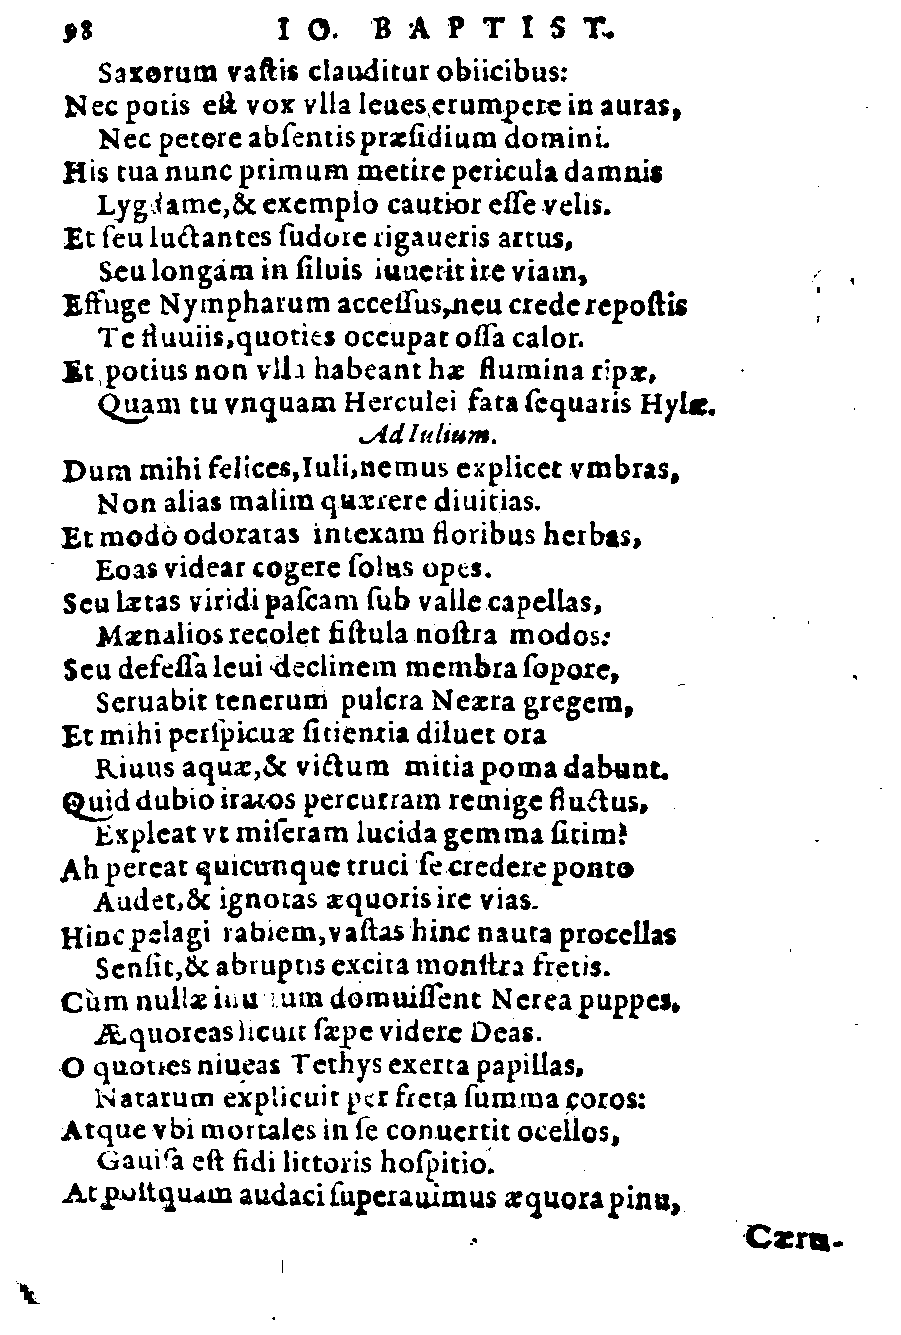 98 IO. BAPTIST.
Saxorum vaſtis clauditur obiicibus:
Nec potis eſt vox vlla leues erumpere in auras,
Nec petere abſentis præſidium domini.
His tua nunc primum metire pericula damnis
Lygdame,& exemplo cautior eſſe velis.
Et ſeu luctantes ſudore rigaueris artus,
Seu longám in ſiluis iuuerit ire viam,
Effuge Nympharum acceſſus, neu crede repoſtis
Te fluuiis,quoties occupat oſſa calor.
Et potius non vlla habeant hæ flumina ripæ,
Quam tu vnquam Herculei fata ſequaris Hylæ.
Ad Iulium.
Dum mihi felices,Iuli,nemus explicet vmbras,
Non alias malim quærere diuitias.
Et modò odoratas intexam floribus herbas,
Eoas videar cogere ſolus opes.
Seu lætas viridi paſcam ſub valle capellas,
Mænalios recolet fiſtula noſtra modos:
Seu defeſſa leui declinem membra ſopore,
Seruabit tenerum pulcra Neæra gregem,
Et mihi perſpicuæ ſitientia diluet ora
Riuus aquæ,& victum mitia poma dabunt.
Quid dubio iratos percurram remige fluctus,
Expleat vt miſeram lucida gemma ſitim?
Ah pereat quicunque truci ſe credere ponto
Audet,& ignotas æquoris ire vias.
Hinc pelagi rabiem,vaſtas hinc nauta procellas
Senſit,& abruptis excita monſtra fretis.
Cùm nullæ domuiſſent Nerea puppes,
Æquoreas licuit ſæpe videre Deas.
O quoties niueas Tethys exerta papillas,
Natarum explicuit per freta ſumma coros:
Atque vbi mortales in ſe conuertit ocellos,
Gauiſa eſt fidi littoris hoſpitio.
At poſtquam audaci ſuperauimus æquora pinu,
Cæru-